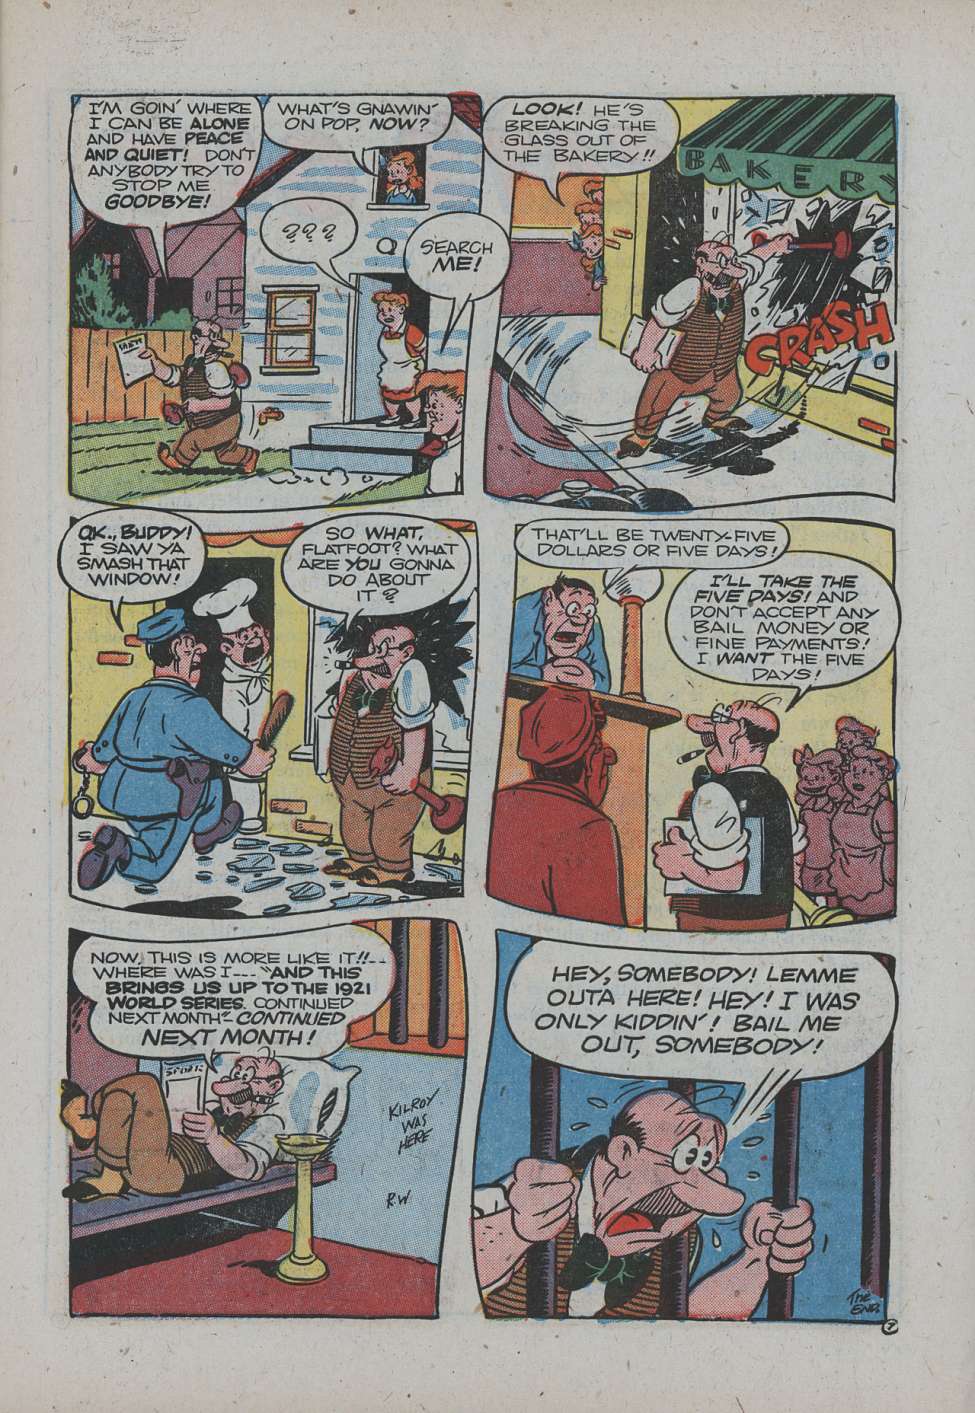 I'M GOIN' WHERE
I CAN BE ALONE
AND HAVE PEACE
AND QUIET! DON'T
ANYBODY TRY TO
STOP ME
GOODBYE!
WHAT'S GNAWIN'
ON POP, NOW?
? ? ?
SEARCH
ME!
LOOK! HE'S
BREAKING THE
GLASS OUT OF
THE BAKERY!!
BAKERY
CRASH
OK., BUDDY!
I SAW YA
SMASH THAT
WINDOW!
SO WHAT,
FLATFOOT? WHAT
ARE YOU GONNA
DO ABOUT
IT?
THAT'LL BE TWENTY-FIVE
DOLLARS OR FIVE DAYS!
I'LL TAKE THE
FIVE DAYS! AND
DON'T ACCEPT ANY
BAIL MONEY OR
FINE PAYMENTS!
I WANT THE FIVE
DAYS!
NOW, THIS IS MORE LIKE IT!!--
WHERE WAS I--- "AND THIS
BRINGS US UP TO THE 1921
WORLD SERIES. CONTINUED
NEXT MONTH"- CONTINUED
NEXT MONTH!
KILROY
WAS
HERE
R.W
HEY, SOMEBODY! LEMME
OUTA HERE! HEY! I WAS
ONLY KIDDIN'! BAIL ME
OUT, SOMEBODY!
THE
END.
7